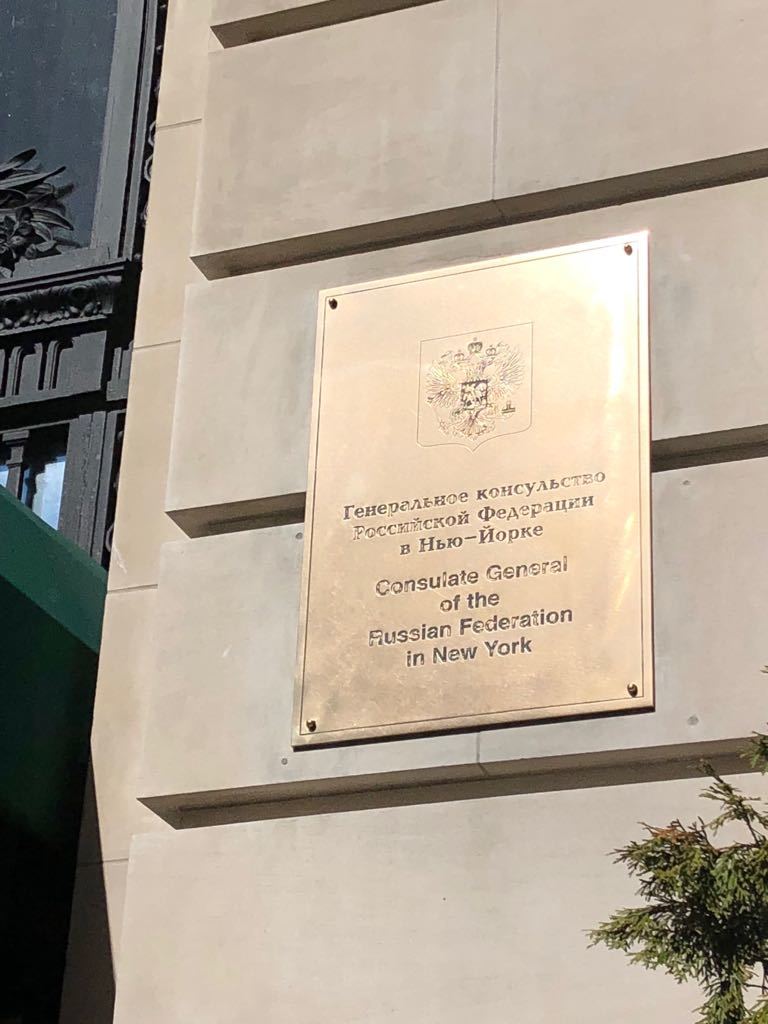 Генеральное консульство
Российской Федерации
в Нью-Йорке
Consulate General
of the
Russian Federation
in New York